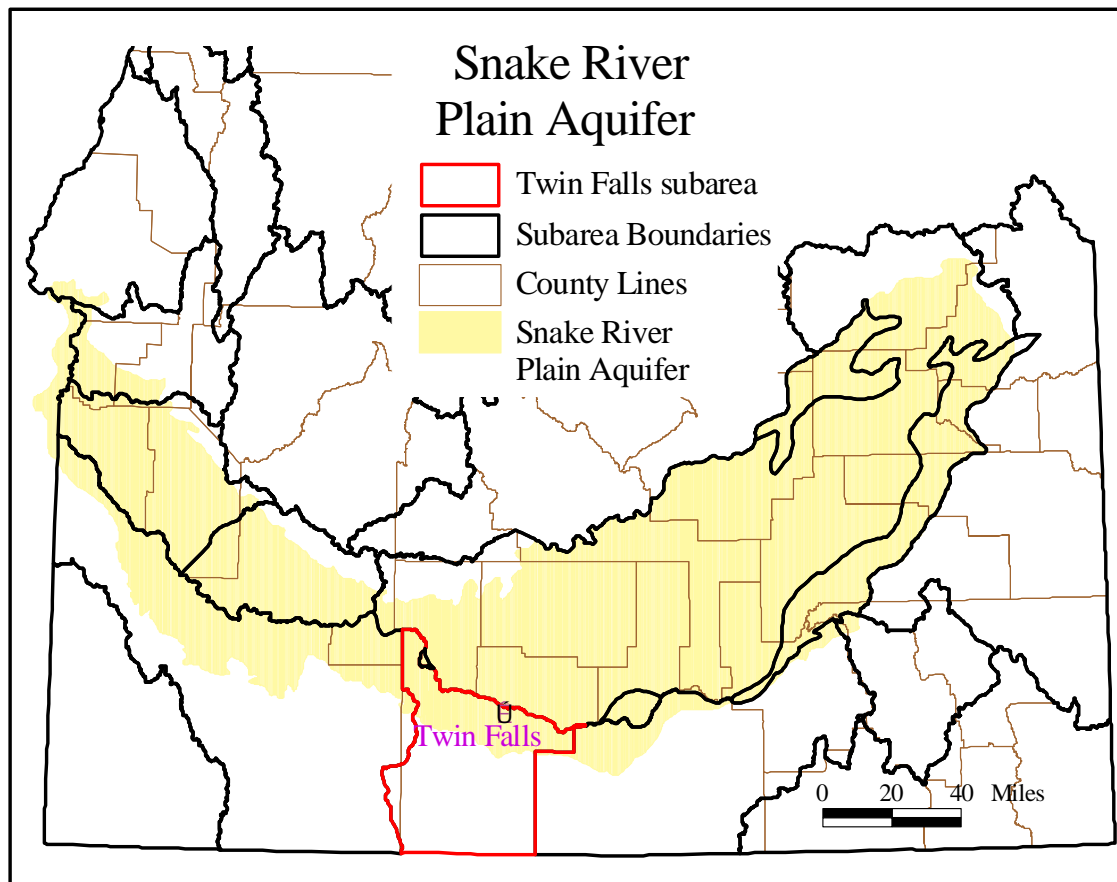 Snake River
Plain Aquifer
Twin Falls subarea
Subarea Boundaries
County Lines
Snake River
Plain Aquifer
Twin Falls
0 20 40 Miles